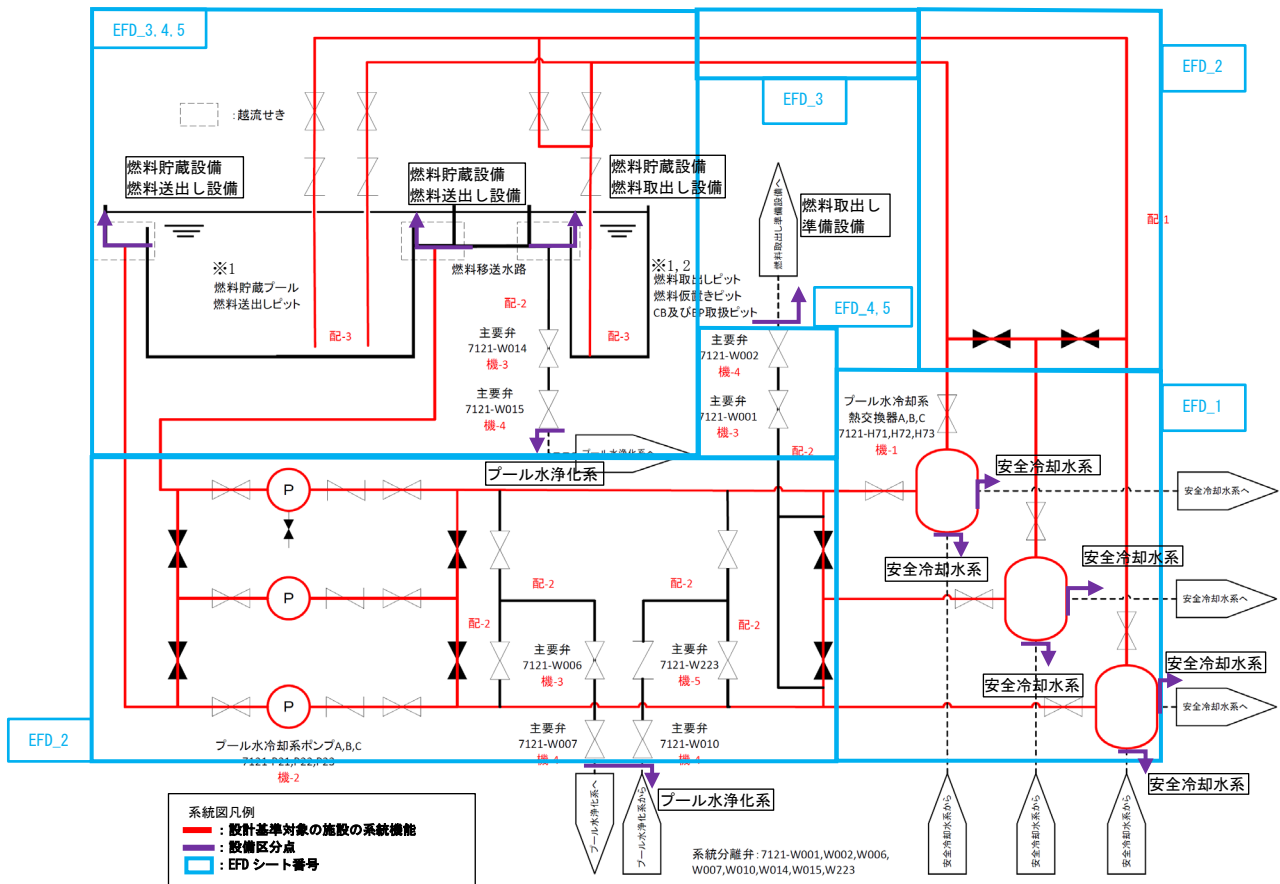 EFD_3, 4, 5
EFD_2
EFD_3
:越流せき
燃料貯蔵設備
燃料送出し設備
燃料貯蔵設備
燃料送出し設備
燃料貯蔵設備
燃料取出し設備
燃料取出し準備設備へ
燃料取出し
準備設備
配-1
※1
燃料貯蔵プール
燃料送出しピット
燃料移送水路
※1, 2
燃料取出しピット
燃料仮置きピット
CB及びBP取扱ピット
配-2
配-3
配-3
EFD_4, 5
主要弁
7121-W014
機-3
主要弁
7121-W002
機-4
主要弁
7121-W015
機-4
主要弁
7121-W001
機-3
プール水冷却系
熱交換器A,B,C
7121-H71,H72,H73
機-1
EFD_1
配-2
プール水浄化系へ
プール水浄化系
P
安全冷却水系
安全冷却水系へ
安全冷却水系
配-2
配-2
P
安全冷却水系
安全冷却水系へ
配-2
主要弁
7121-W006
機-3
主要弁
7121-W223
機-5
安全冷却水系
安全冷却水系
安全冷却水系へ
P
EFD_2
プール水冷却系ポンプA,B,C
7121-P21,P22,P23
機-2
主要弁
7121-W007
機-4
主要弁
7121-W010
機-4
安全冷却水系
プール水浄化系へ
プール水浄化系から
プール水浄化系
安全冷却水系から
安全冷却水系から
安全冷却水系から
系統図凡例
:設計基準対象の施設の系統機能
:設備区分点
:EFD シート番号
系統分離弁:7121-W001,W002,W006,
W007,W010,W014,W015,W223